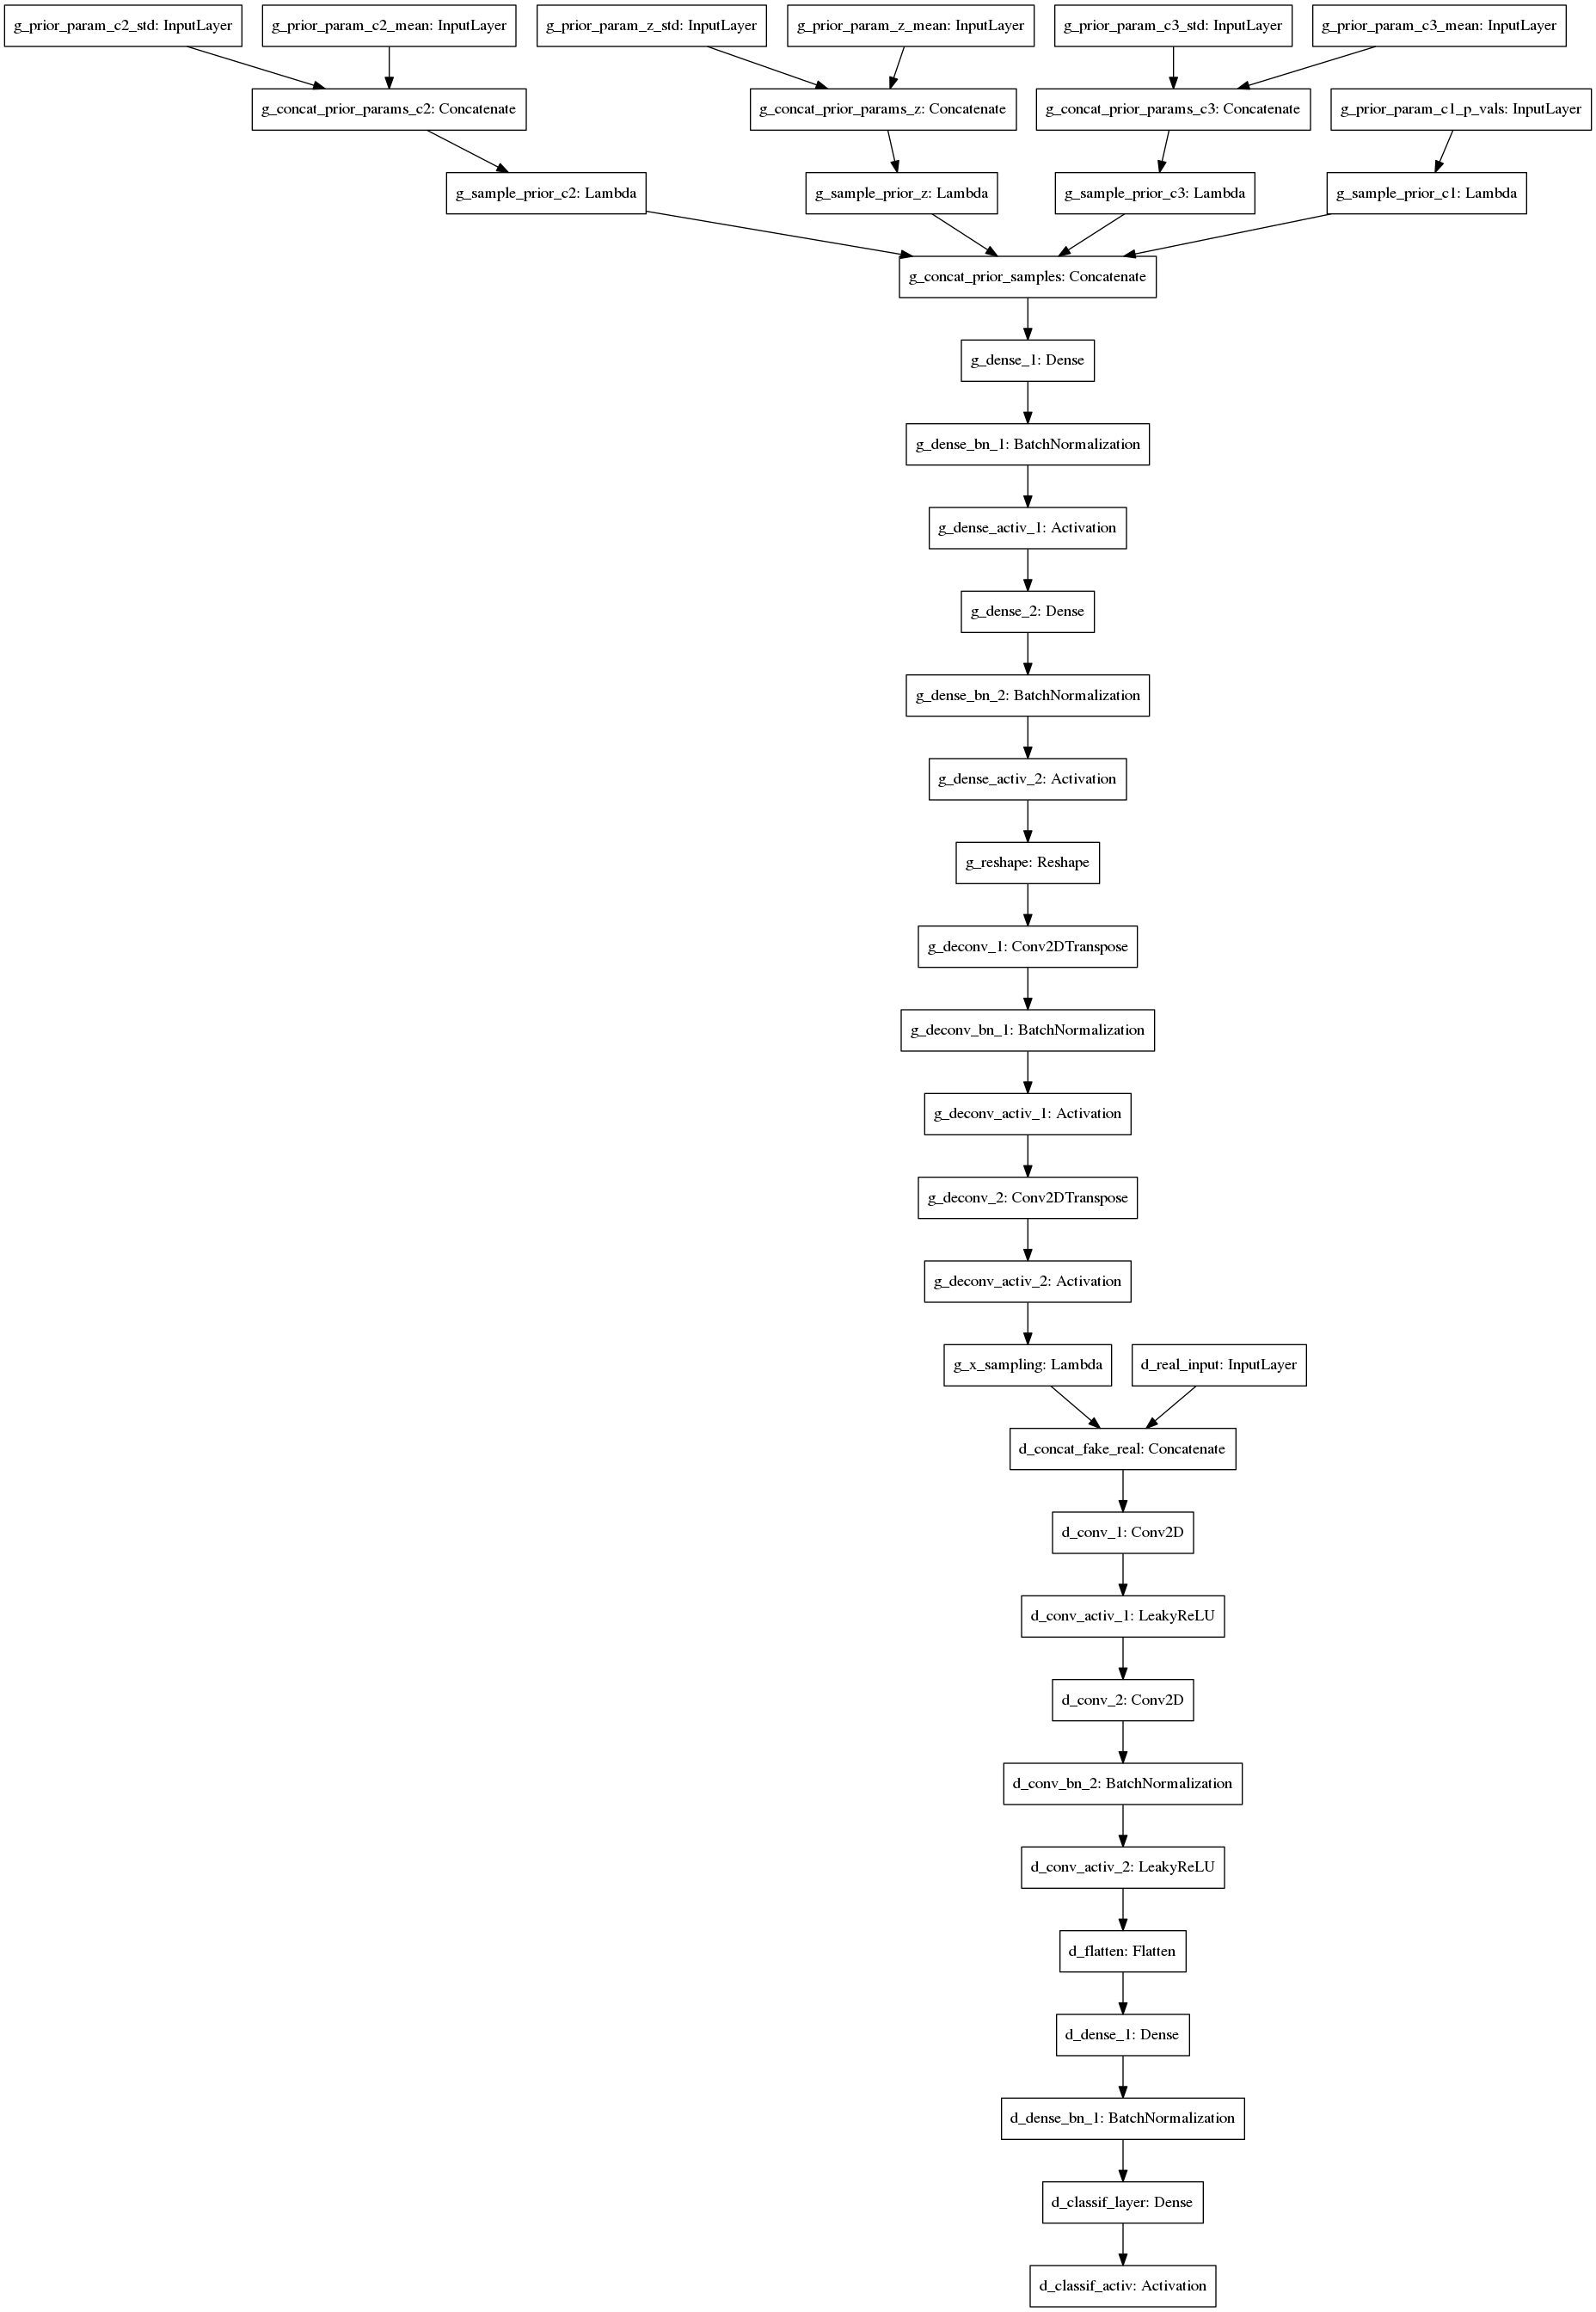 g_prior_param_c2_std: InputLayer
g_prior_param_c2_mean: InputLayer
g_prior_param_z_std: InputLayer
g_prior_param_z_mean: InputLayer
g_prior_param_c3_std: InputLayer
g_prior_param_c3_mean: InputLayer
g_concat_prior_params_c2: Concatenate
g_concat_prior_params_z: Concatenate
g_concat_prior_params_c3: Concatenate
g_prior_param_c1_p_vals: InputLayer
g_sample_prior_c2: Lambda
g_sample_prior_z: Lambda
g_sample_prior_c3: Lambda
g_sample_prior_c1: Lambda
g_concat_prior_samples: Concatenate
g_dense_1: Dense
g_dense_bn_1: BatchNormalization
g_dense_activ_1: Activation
g_dense_2: Dense
g_dense_bn_2: BatchNormalization
g_dense_activ_2: Activation
g_reshape: Reshape
g_deconv_1: Conv2DTranspose
g_deconv_bn_1: BatchNormalization
g_deconv_activ_1: Activation
g_deconv_2: Conv2DTranspose
g_deconv_activ_2: Activation
g_x_sampling: Lambda
d_real_input: InputLayer
d_concat_fake_real: Concatenate
d_conv_1: Conv2D
d_conv_activ_1: LeakyReLU
d_conv_2: Conv2D
d_conv_bn_2: BatchNormalization
d_conv_activ_2: LeakyReLU
d_flatten: Flatten
d_dense_1: Dense
d_dense_bn_1: BatchNormalization
d_classif_layer: Dense
d_classif_activ: Activation